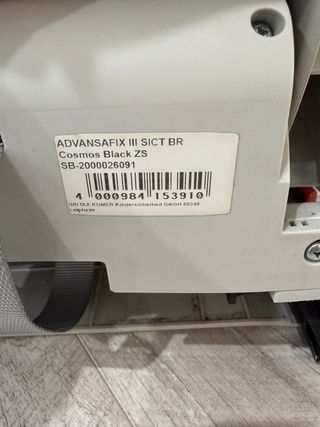 ADVANSAFIX III SICT BR
Cosmos Black ZS
SB-2000026091
4 000984 153910
BRITAX RÖMER Kindersicherheit GmbH 89340
Leipheim